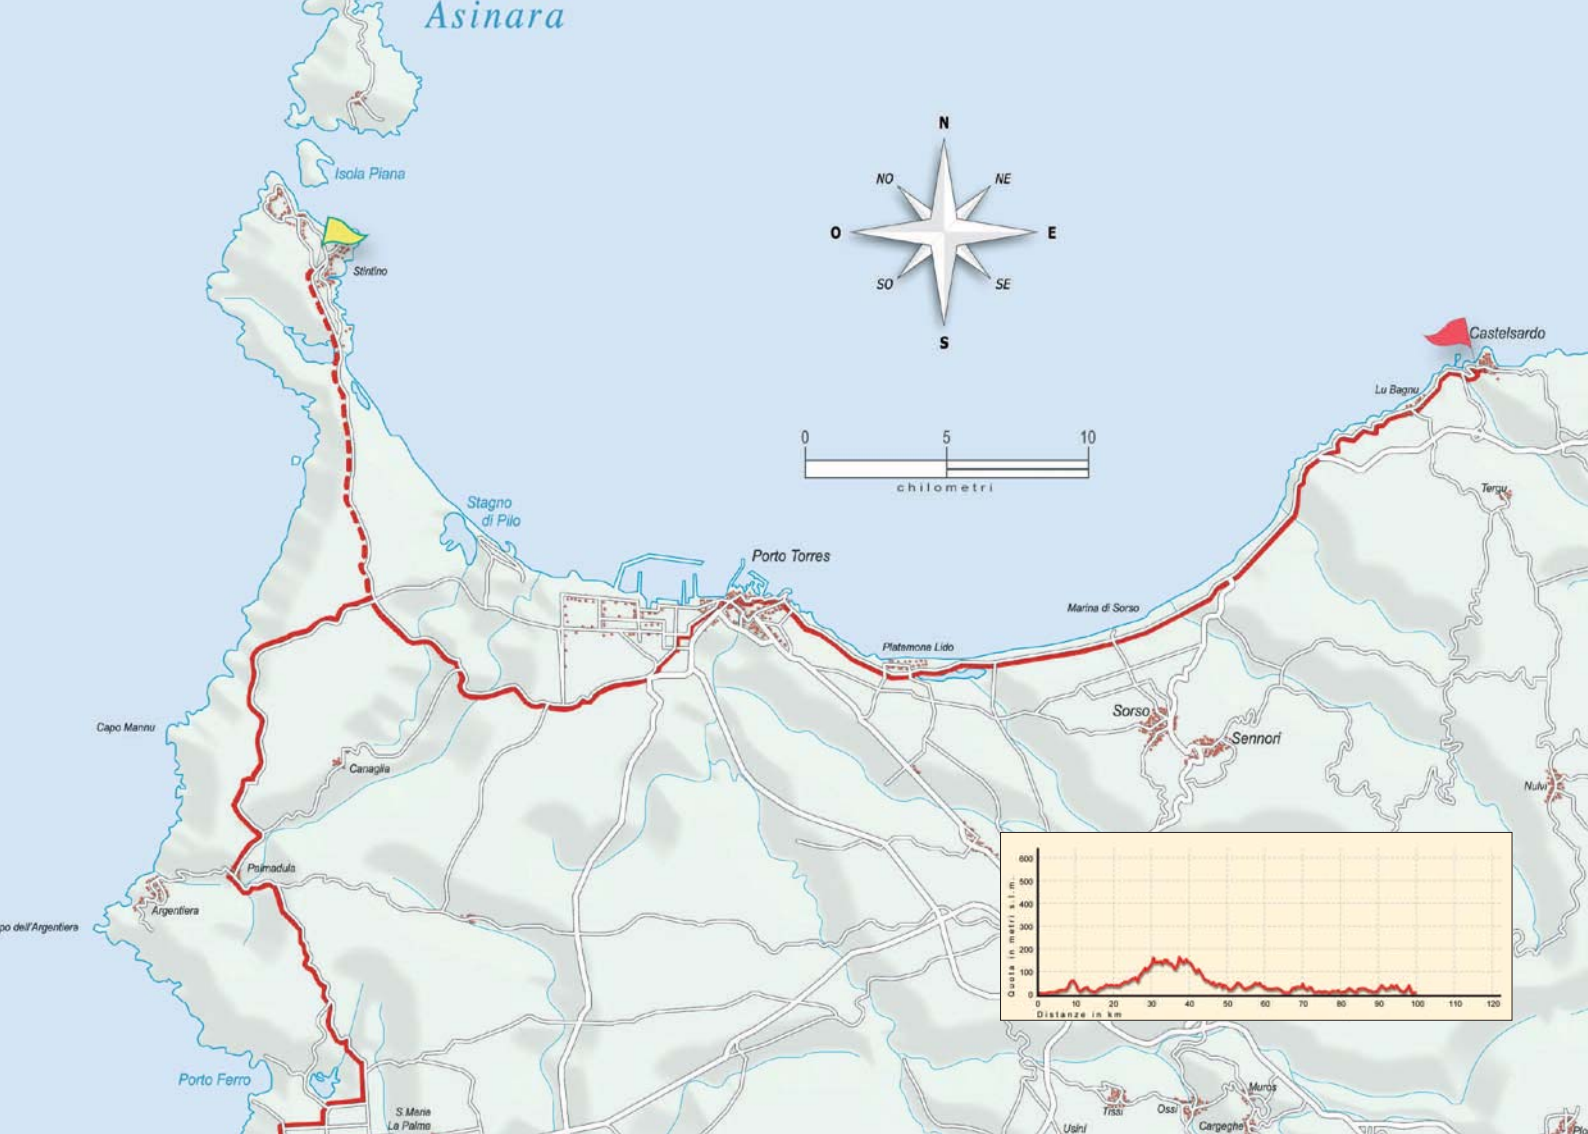 Asinara
Isola Piana
Stintino
N
NO
NE
O
E
SO
SE
S
Castelsardo
Lu Bagnu
0 5 10
chilometri
Tergu
Stagno
di Pilo
Porto Torres
Marina di Sorso
Platamona Lido
Sorso
Sennori
Capo Mannu
Canaglia
Nulvi
Palmadula
Argentiera
po dell'Argentiera
Quota in metri s.l.m.
600
500
400
300
200
100
0
0 10 20 30 40 50 60 70 80 90 100 110 120
Distanze in km
Porto Ferro
S.Maria
La Palma
Tissi
Ossi
Muros
Cargeghe
Usini
Plo